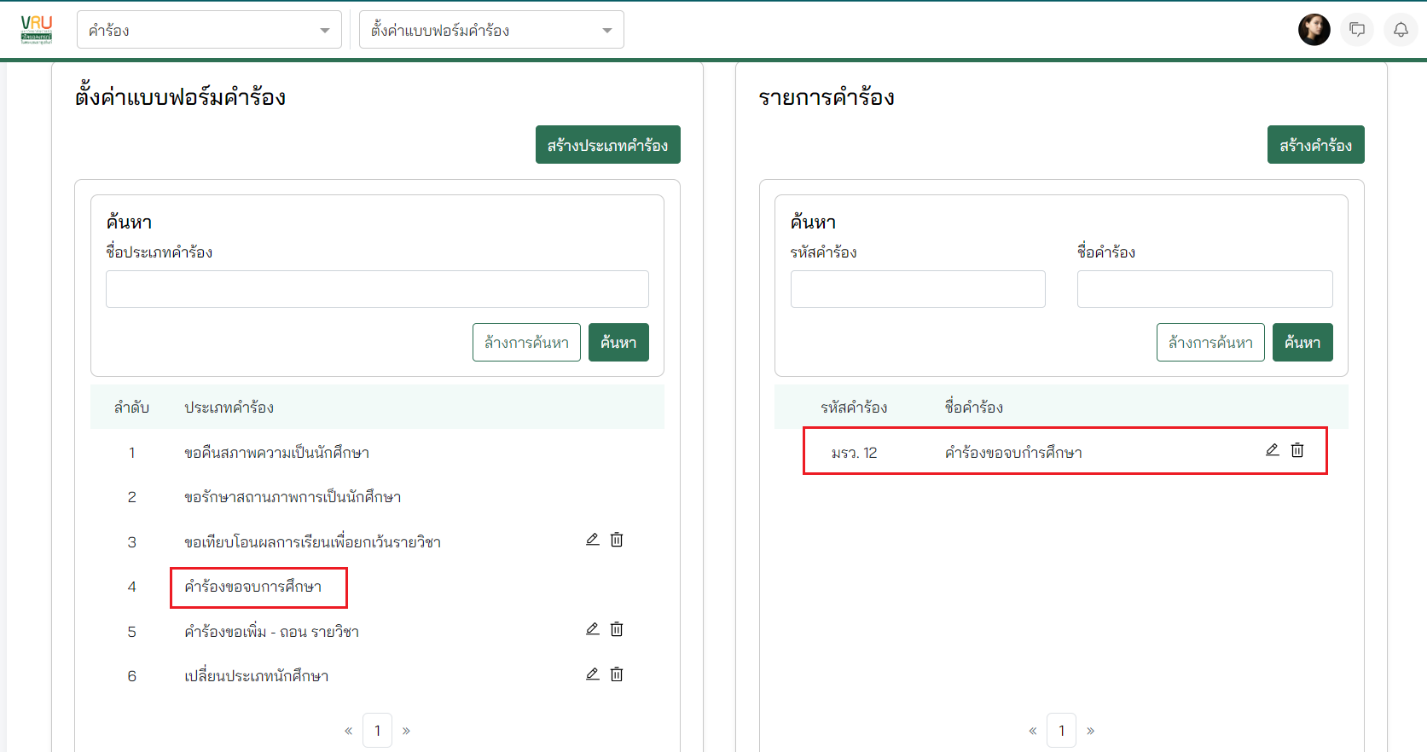 VRU
คำร้อง
ตั้งค่าแบบฟอร์มคำร้อง
ตั้งค่าแบบฟอร์มคำร้อง
สร้างประเภทคำร้อง
ค้นหา
ชื่อประเภทคำร้อง
ล้างการค้นหา ค้นหา
ลำดับ ประเภทคำร้อง
1 ขอคืนสภาพความเป็นนักศึกษา
2 ขอรักษาสถานภาพการเป็นนักศึกษา
3 ขอเทียบโอนผลการเรียนเพื่อยกเว้นรายวิชา
4 คำร้องขอจบการศึกษา
5 คำร้องขอเพิ่ม - ถอน รายวิชา
6 เปลี่ยนประเภทนักศึกษา
« 1 »
รายการคำร้อง
สร้างคำร้อง
ค้นหา
รหัสคำร้อง ชื่อคำร้อง
ล้างการค้นหา ค้นหา
รหัสคำร้อง ชื่อคำร้อง
มรว. 12 คำร้องขอจบกำรศึกษา
« 1 »